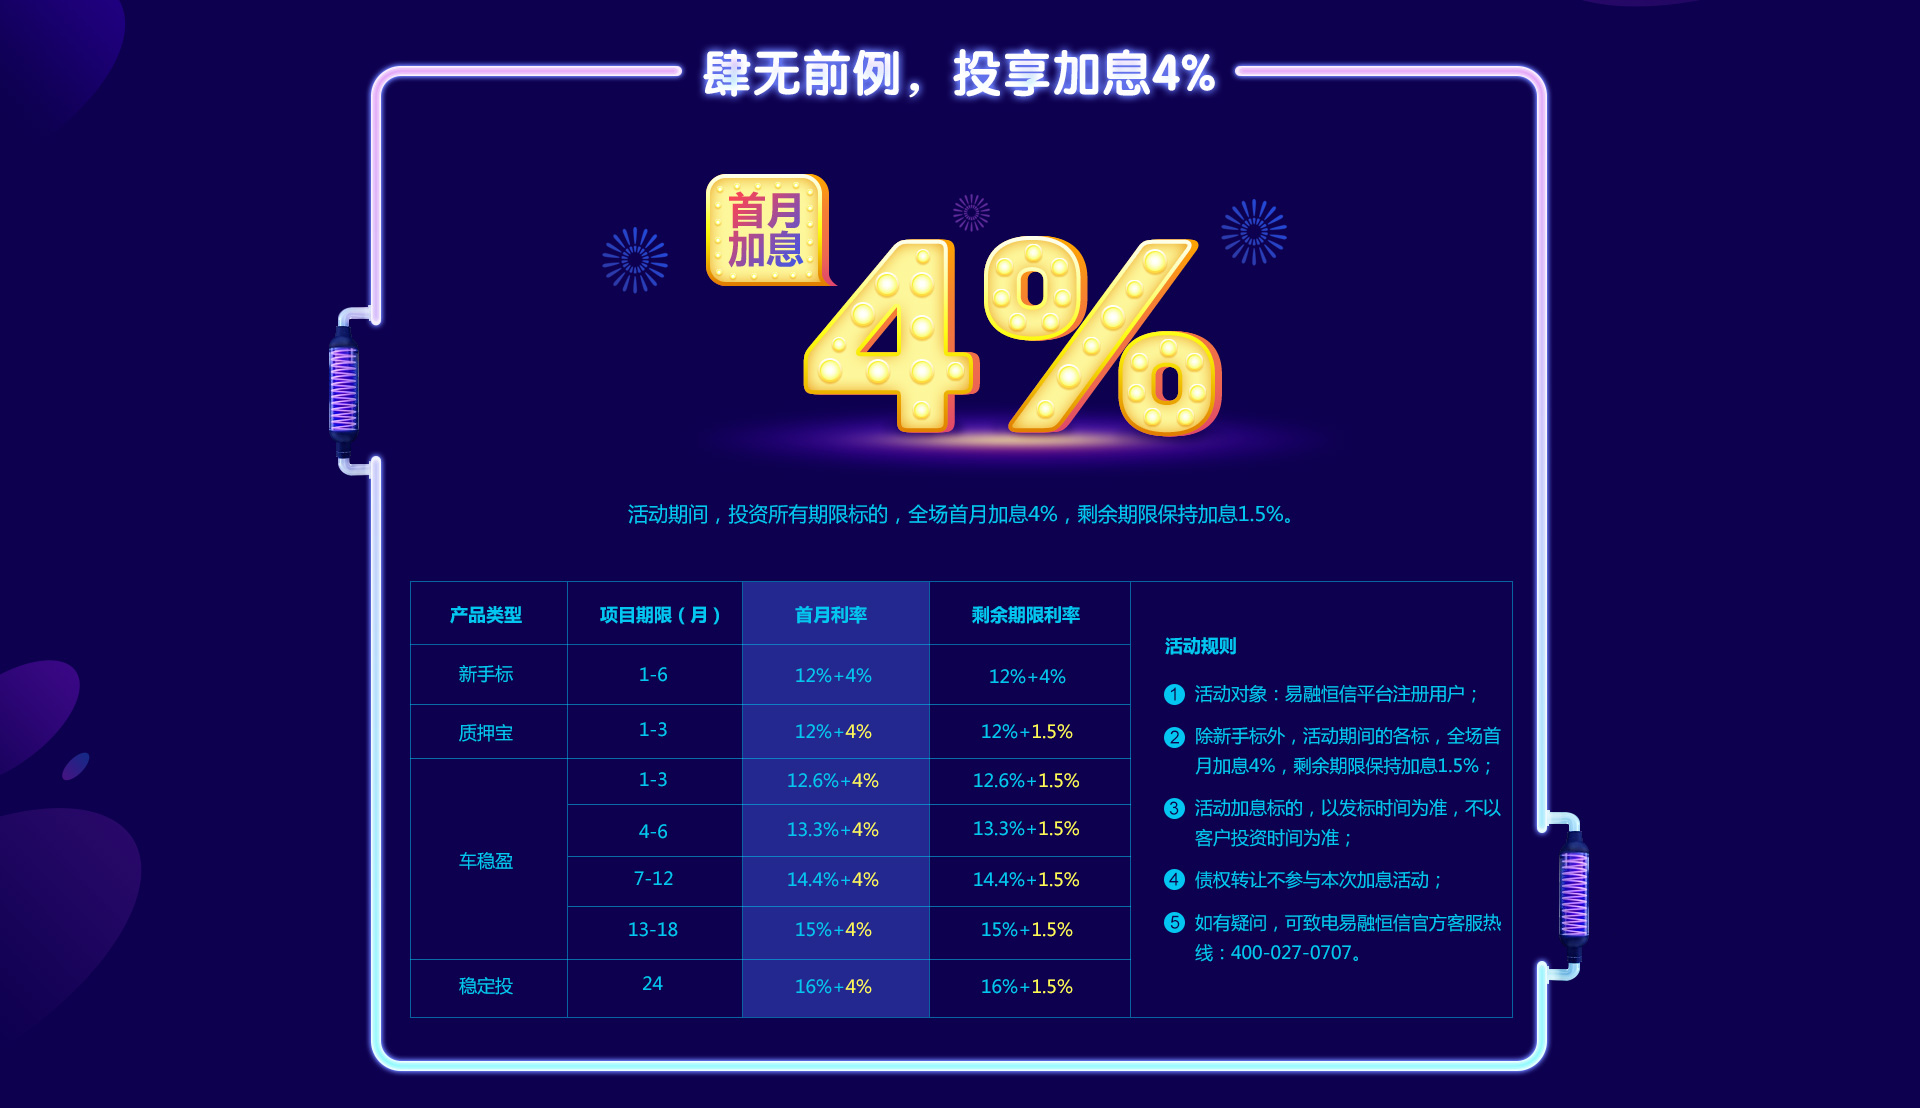 肆无前例，投享加息4%
首月
加息
4%
活动期间，投资所有期限标的，全场首月加息4%，剩余期限保持加息1.5%。
产品类型 项目期限（月） 首月利率 剩余期限利率
新手标 1-6 12%+4% 12%+4%
质押宝 1-3 12%+4% 12%+1.5%
车稳盈
1-3 12.6%+4% 12.6%+1.5%
4-6 13.3%+4% 13.3%+1.5%
7-12 14.4%+4% 14.4%+1.5%
13-18 15%+4% 15%+1.5%
稳定投 24 16%+4% 16%+1.5%
活动规则
1 活动对象：易融恒信平台注册用户；
2 除新手标外，活动期间的各标，全场首
月加息4%，剩余期限保持加息1.5%；
3 活动加息标的，以发标时间为准，不以
客户投资时间为准；
4 债权转让不参与本次加息活动；
5 如有疑问，可致电易融恒信官方客服热
线：400-027-0707。